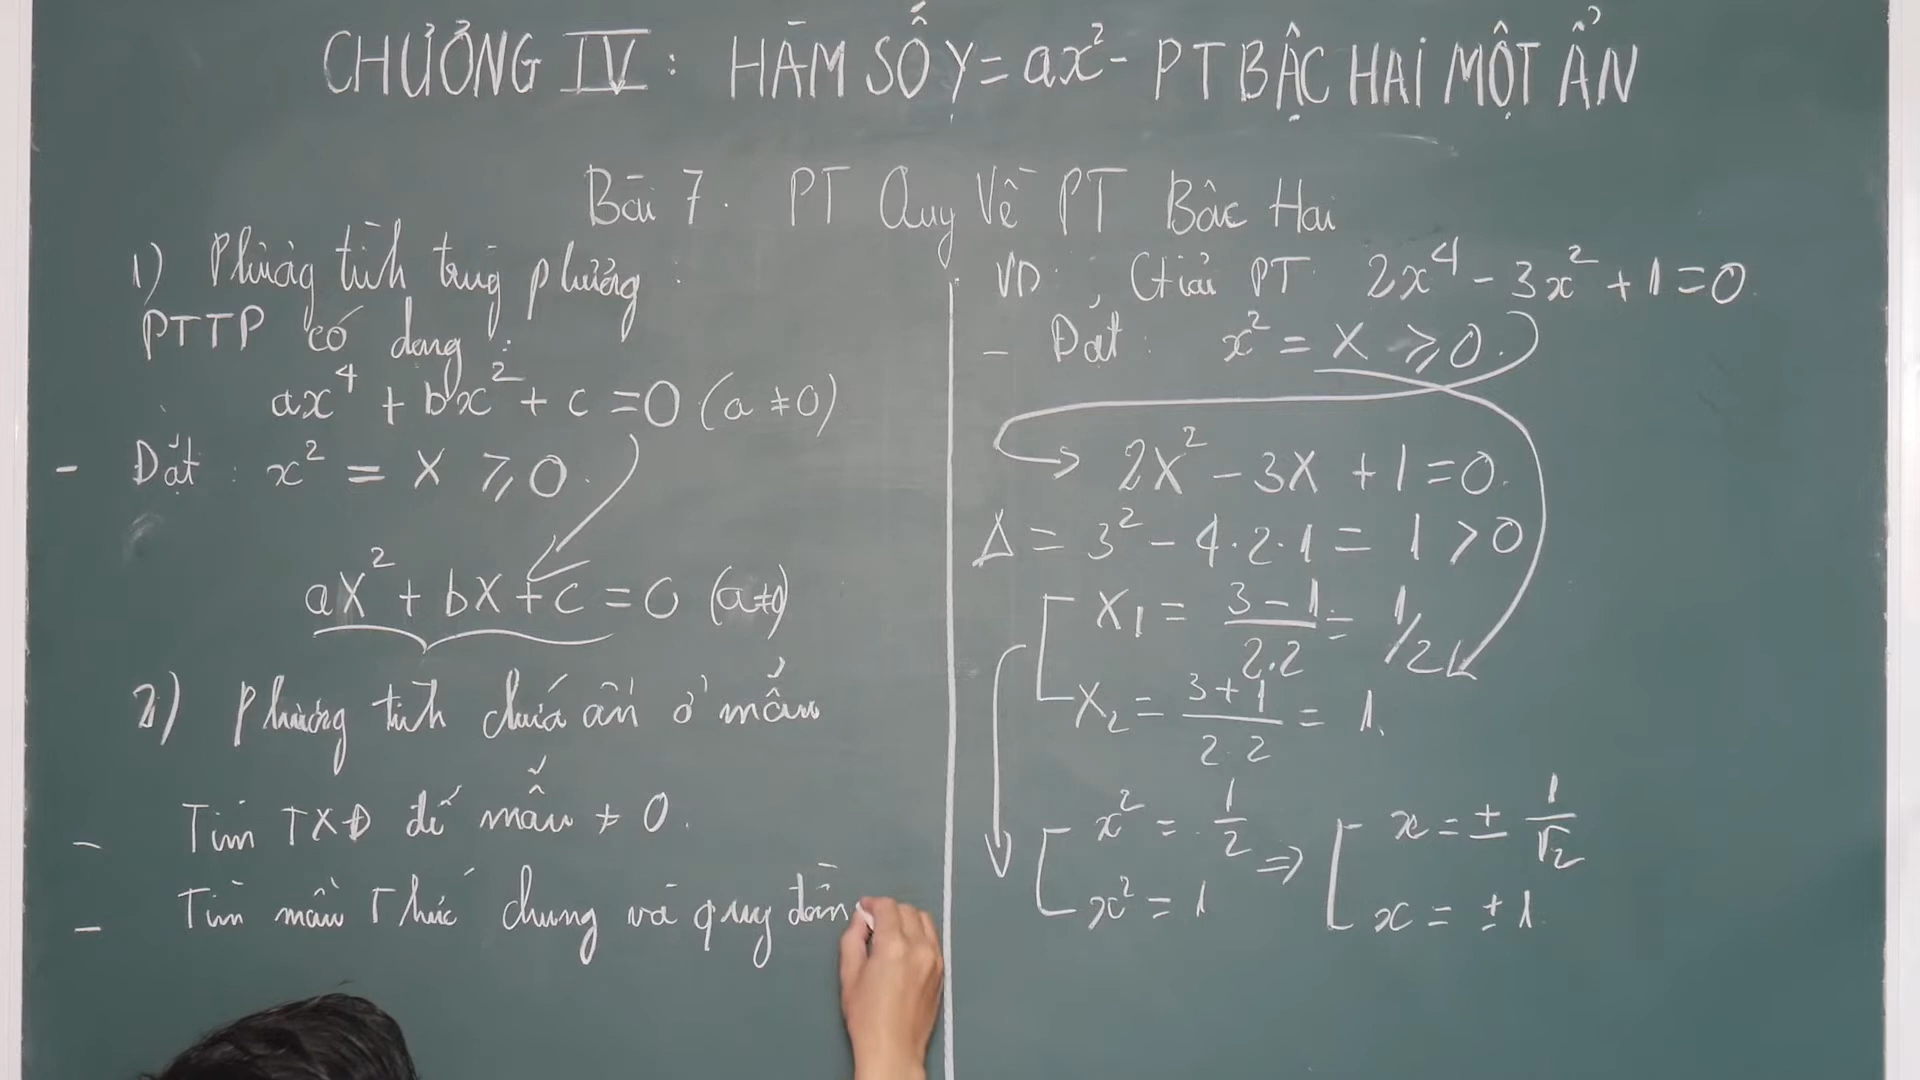 CHƯƠNG IV : HÀM SỐ Y = ax² - PT BẬC HAI MỘT ẨN
Bài 7. PT Quy Về PT Bậc Hai
1) Phương tình trùng phương :
PTTP có dạng :
ax⁴ + bx² + c = 0 (a ≠ 0)
- Đặt : x² = X ⩾ 0.
aX² + bX + c = 0 (a≠0)
2) Phương tình chứa ẩn ở mẫu
- Tìm TXĐ để mẫu ≠ 0.
- Tìm mẫu Thức chung và quy đồn
VD : Giải PT 2x⁴ - 3x² + 1 = 0
- Đặt : x² = X ⩾ 0.
2X² - 3X + 1 = 0.
Δ = 3² - 4.2.1 = 1 > 0
X₁ = (3 - 1)/(2.2) = 1/2
X₂ = (3 + 1)/(2.2) = 1.
x² = 1/2 ⇒ x = ± 1/√2
x² = 1 x = ± 1.